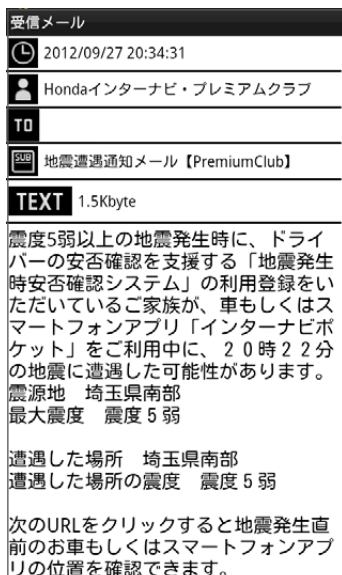 受信メール
2012/09/27 20:34:31
Hondaインターナビ・プレミアムクラブ
TO
SUB 地震遭遇通知メール【PremiumClub】
TEXT 1.5Kbyte
震度5弱以上の地震発生時に、ドライ
バーの安否確認を支援する「地震発生
時安否確認システム」の利用登録をい
ただいているご家族が、車もしくはス
マートフォンアプリ「インターナビポ
ケット」をご利用中に、２０時２２分
の地震に遭遇した可能性があります。
震源地　埼玉県南部
最大震度　震度５弱
遭遇した場所　埼玉県南部
遭遇した場所の震度　震度５弱
次のURLをクリックすると地震発生直
前のお車もしくはスマートフォンアプ
リの位置を確認できます。